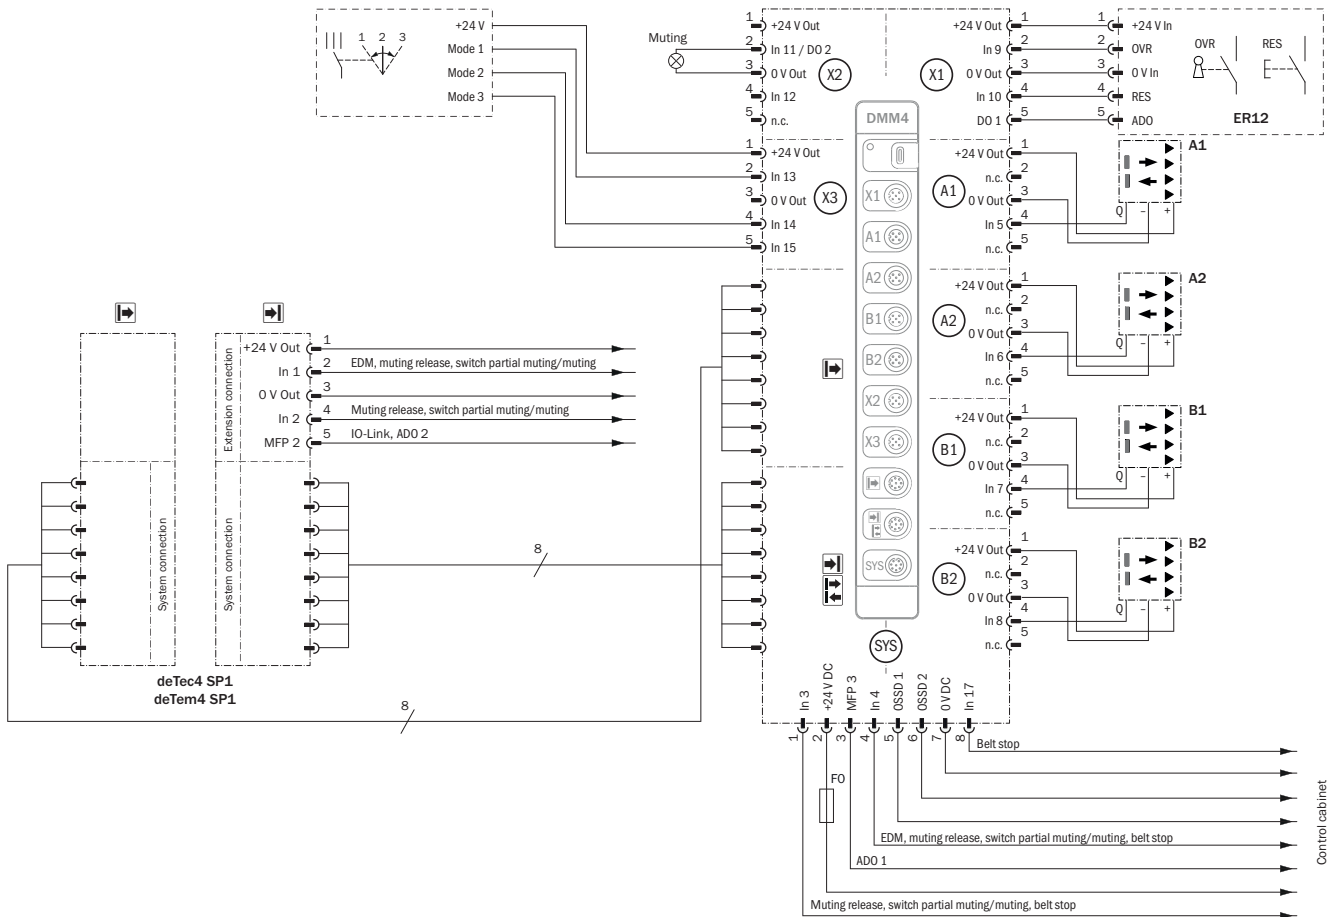 +24 V
Mode 1
Mode 2
Mode 3
1 2 3
Muting
1 +24 V Out
2 In 11 / DO 2
3 0 V Out
4 In 12
5 n.c.
X2
X1
+24 V Out 1
In 9 2
0 V Out 3
In 10 4
DO 1 5
1 +24 V In
2 OVR
3 0 V In
4 RES
5 ADO
OVR RES
ER12
1 +24 V Out
2 In 13
3 0 V Out
4 In 14
5 In 15
X3
DMM4
X1
A1
A2
B1
B2
X2
X3
SYS
A1
+24 V Out 1
n.c. 2
0 V Out 3
In 5 4
n.c. 5
A1
Q – +
A2
+24 V Out 1
n.c. 2
0 V Out 3
In 6 4
n.c. 5
A2
Q – +
B1
+24 V Out 1
n.c. 2
0 V Out 3
In 7 4
n.c. 5
B1
Q – +
B2
+24 V Out 1
n.c. 2
0 V Out 3
In 8 4
n.c. 5
B2
Q – +
Extension connection
+24 V Out 1
In 1 2 EDM, muting release, switch partial muting/muting
0 V Out 3
In 2 4 Muting release, switch partial muting/muting
MFP 2 5 IO-Link, ADO 2
System connection
System connection
8
deTec4 SP1
deTem4 SP1
8
SYS
In 3
+24 V DC
MFP 3
In 4
OSSD 1
OSSD 2
0 V DC
In 17
1 2 3 4 5 6 7 8
Belt stop
F0
EDM, muting release, switch partial muting/muting, belt stop
ADO 1
Muting release, switch partial muting/muting, belt stop
Control cabinet